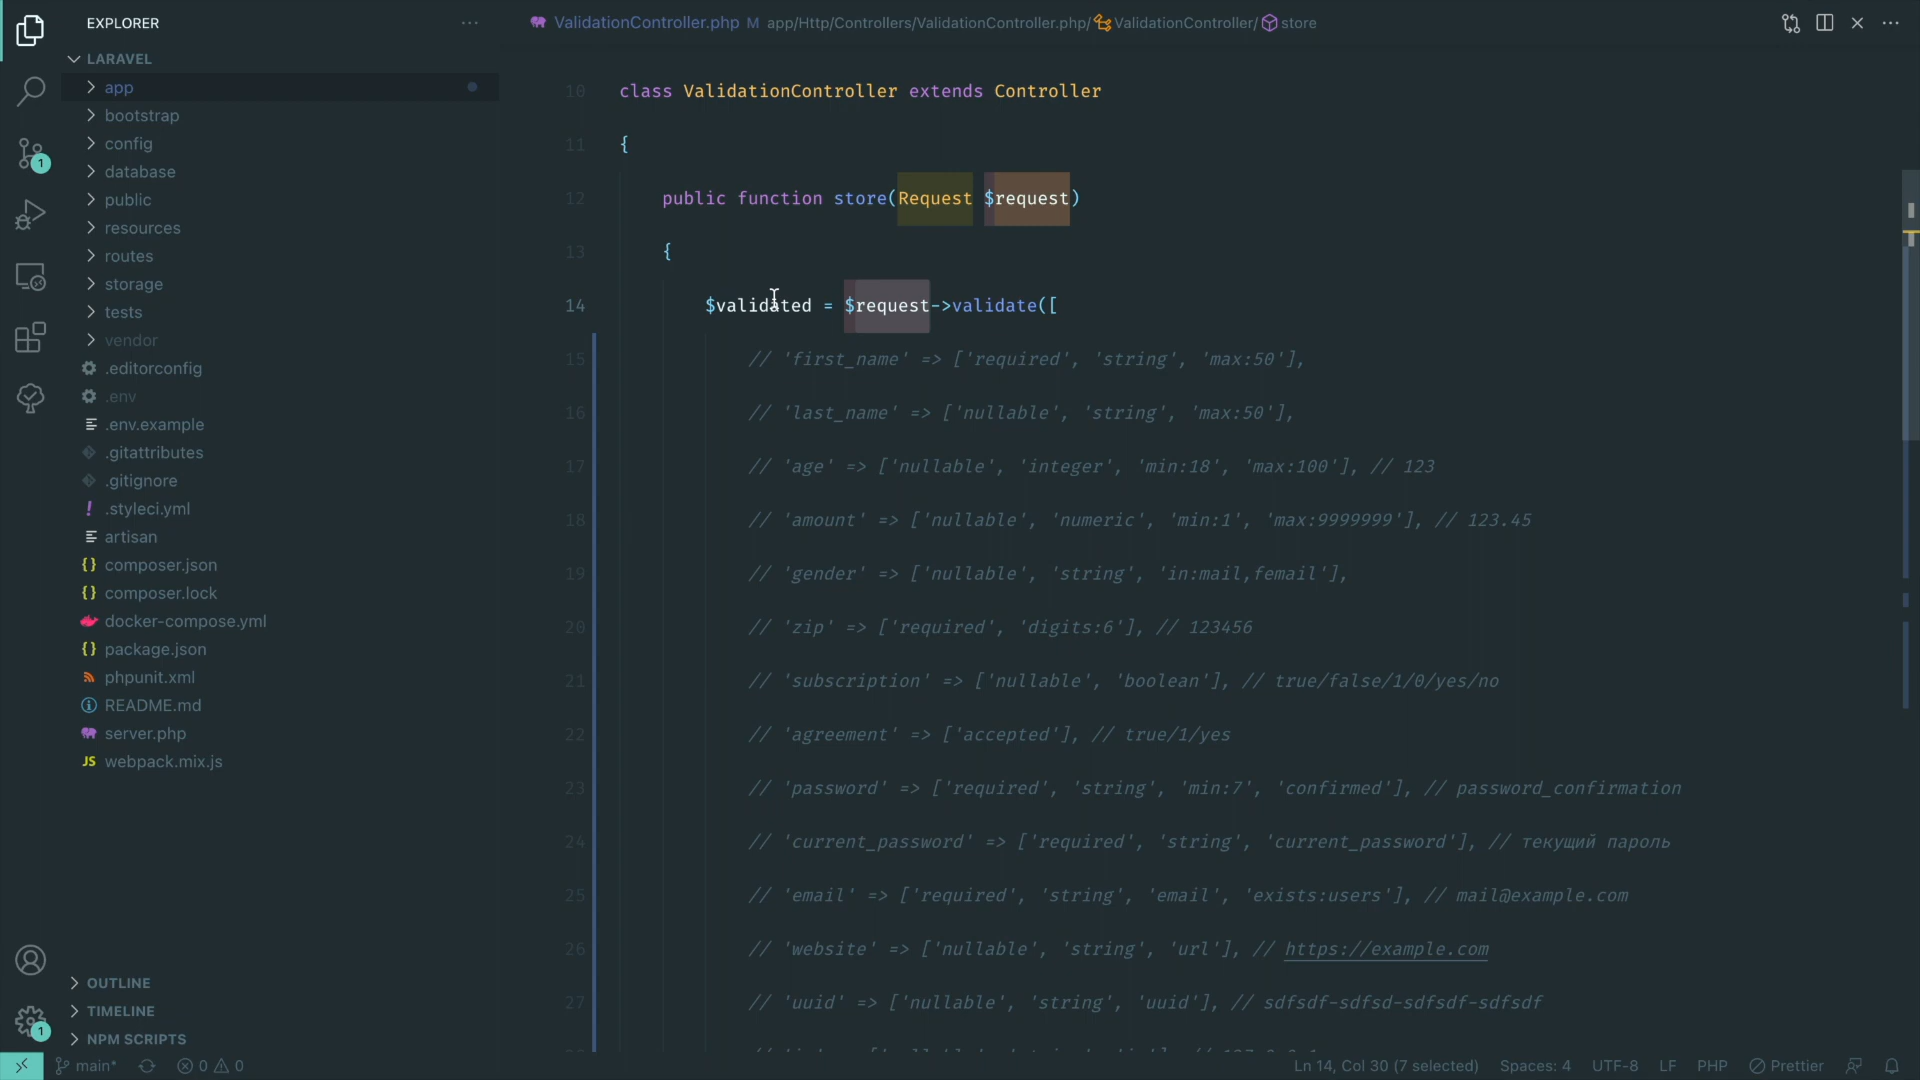 EXPLORER
LARAVEL
app
bootstrap
config
database
public
resources
routes
storage
tests
vendor
.editorconfig
.env
.env.example
.gitattributes
.gitignore
.styleci.yml
artisan
composer.json
composer.lock
docker-compose.yml
package.json
phpunit.xml
README.md
server.php
JS webpack.mix.js
OUTLINE
TIMELINE
NPM SCRIPTS
1
1
ValidationController.php M app/Http/Controllers/ValidationController.php/ ValidationController/ store
10 class ValidationController extends Controller
11 {
12 public function store(Request $request)
13 {
14 $validated = $request->validate([
15 // 'first_name' => ['required', 'string', 'max:50'],
16 // 'last_name' => ['nullable', 'string', 'max:50'],
17 // 'age' => ['nullable', 'integer', 'min:18', 'max:100'], // 123
18 // 'amount' => ['nullable', 'numeric', 'min:1', 'max:9999999'], // 123.45
19 // 'gender' => ['nullable', 'string', 'in:mail,femail'],
20 // 'zip' => ['required', 'digits:6'], // 123456
21 // 'subscription' => ['nullable', 'boolean'], // true/false/1/0/yes/no
22 // 'agreement' => ['accepted'], // true/1/yes
23 // 'password' => ['required', 'string', 'min:7', 'confirmed'], // password_confirmation
24 // 'current_password' => ['required', 'string', 'current_password'], // текущий пароль
25 // 'email' => ['required', 'string', 'email', 'exists:users'], // mail@example.com
26 // 'website' => ['nullable', 'string', 'url'], // https://example.com
27 // 'uuid' => ['nullable', 'string', 'uuid'], // sdfsdf-sdfsd-sdfsdf-sdfsdf
main* 0 0 Ln 14, Col 30 (7 selected) Spaces: 4 UTF-8 LF PHP Prettier